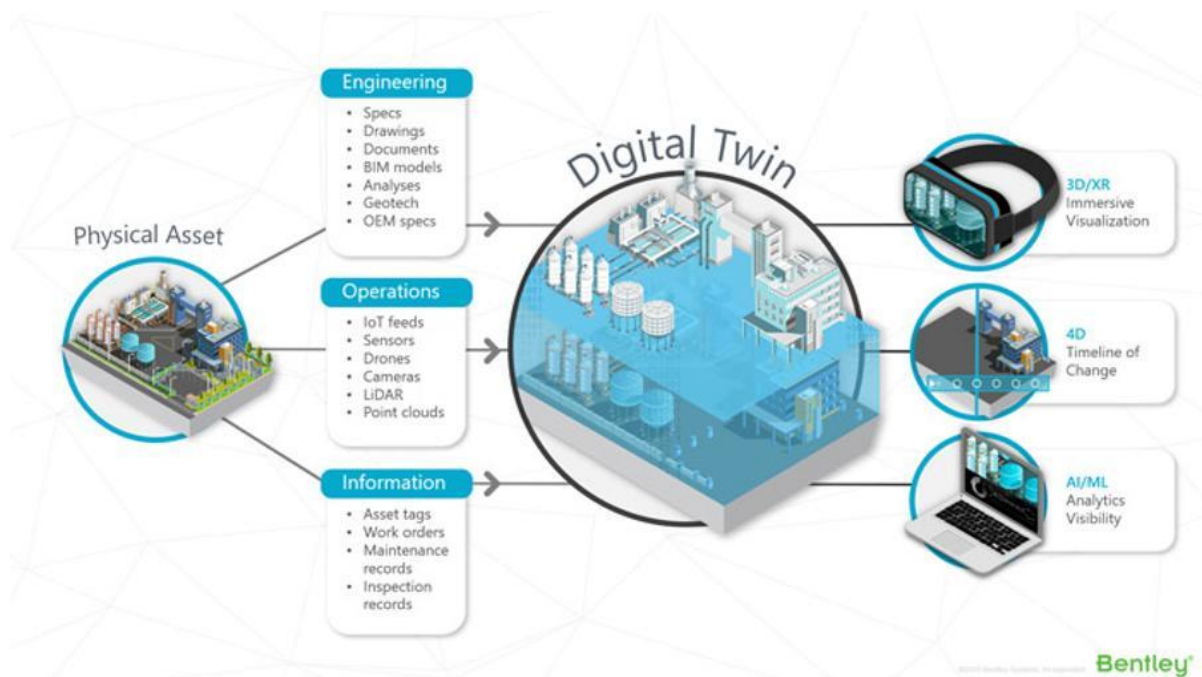 Engineering
• Specs
• Drawings
• Documents
• BIM models
• Analyses
• Geotech
• OEM specs
Physical Asset
Operations
• IoT feeds
• Sensors
• Drones
• Cameras
• LiDAR
• Point clouds
Information
• Asset tags
• Work orders
• Maintenance
records
• Inspection
records
Digital Twin
3D/XR
Immersive
Visualization
4D
Timeline of
Change
AI/ML
Analytics
Visibility
Bentley®